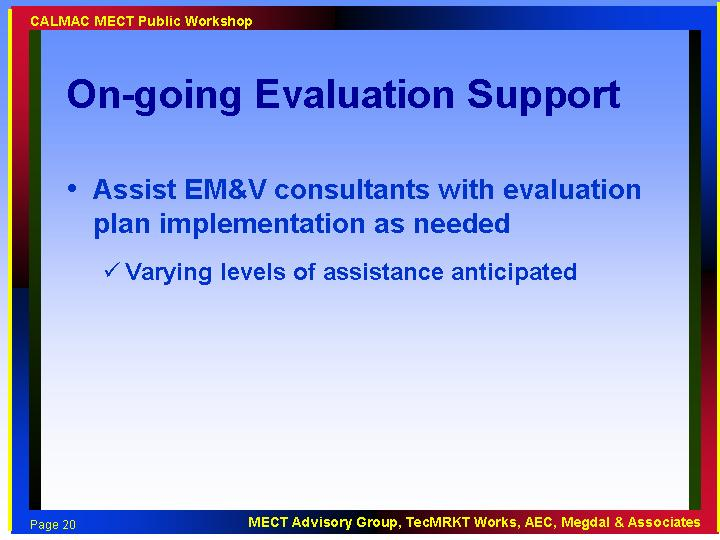 CALMAC MECT Public Workshop
On-going Evaluation Support
• Assist EM&V consultants with evaluation
plan implementation as needed
✓ Varying levels of assistance anticipated
Page 20
MECT Advisory Group, TecMRKT Works, AEC, Megdal & Associates